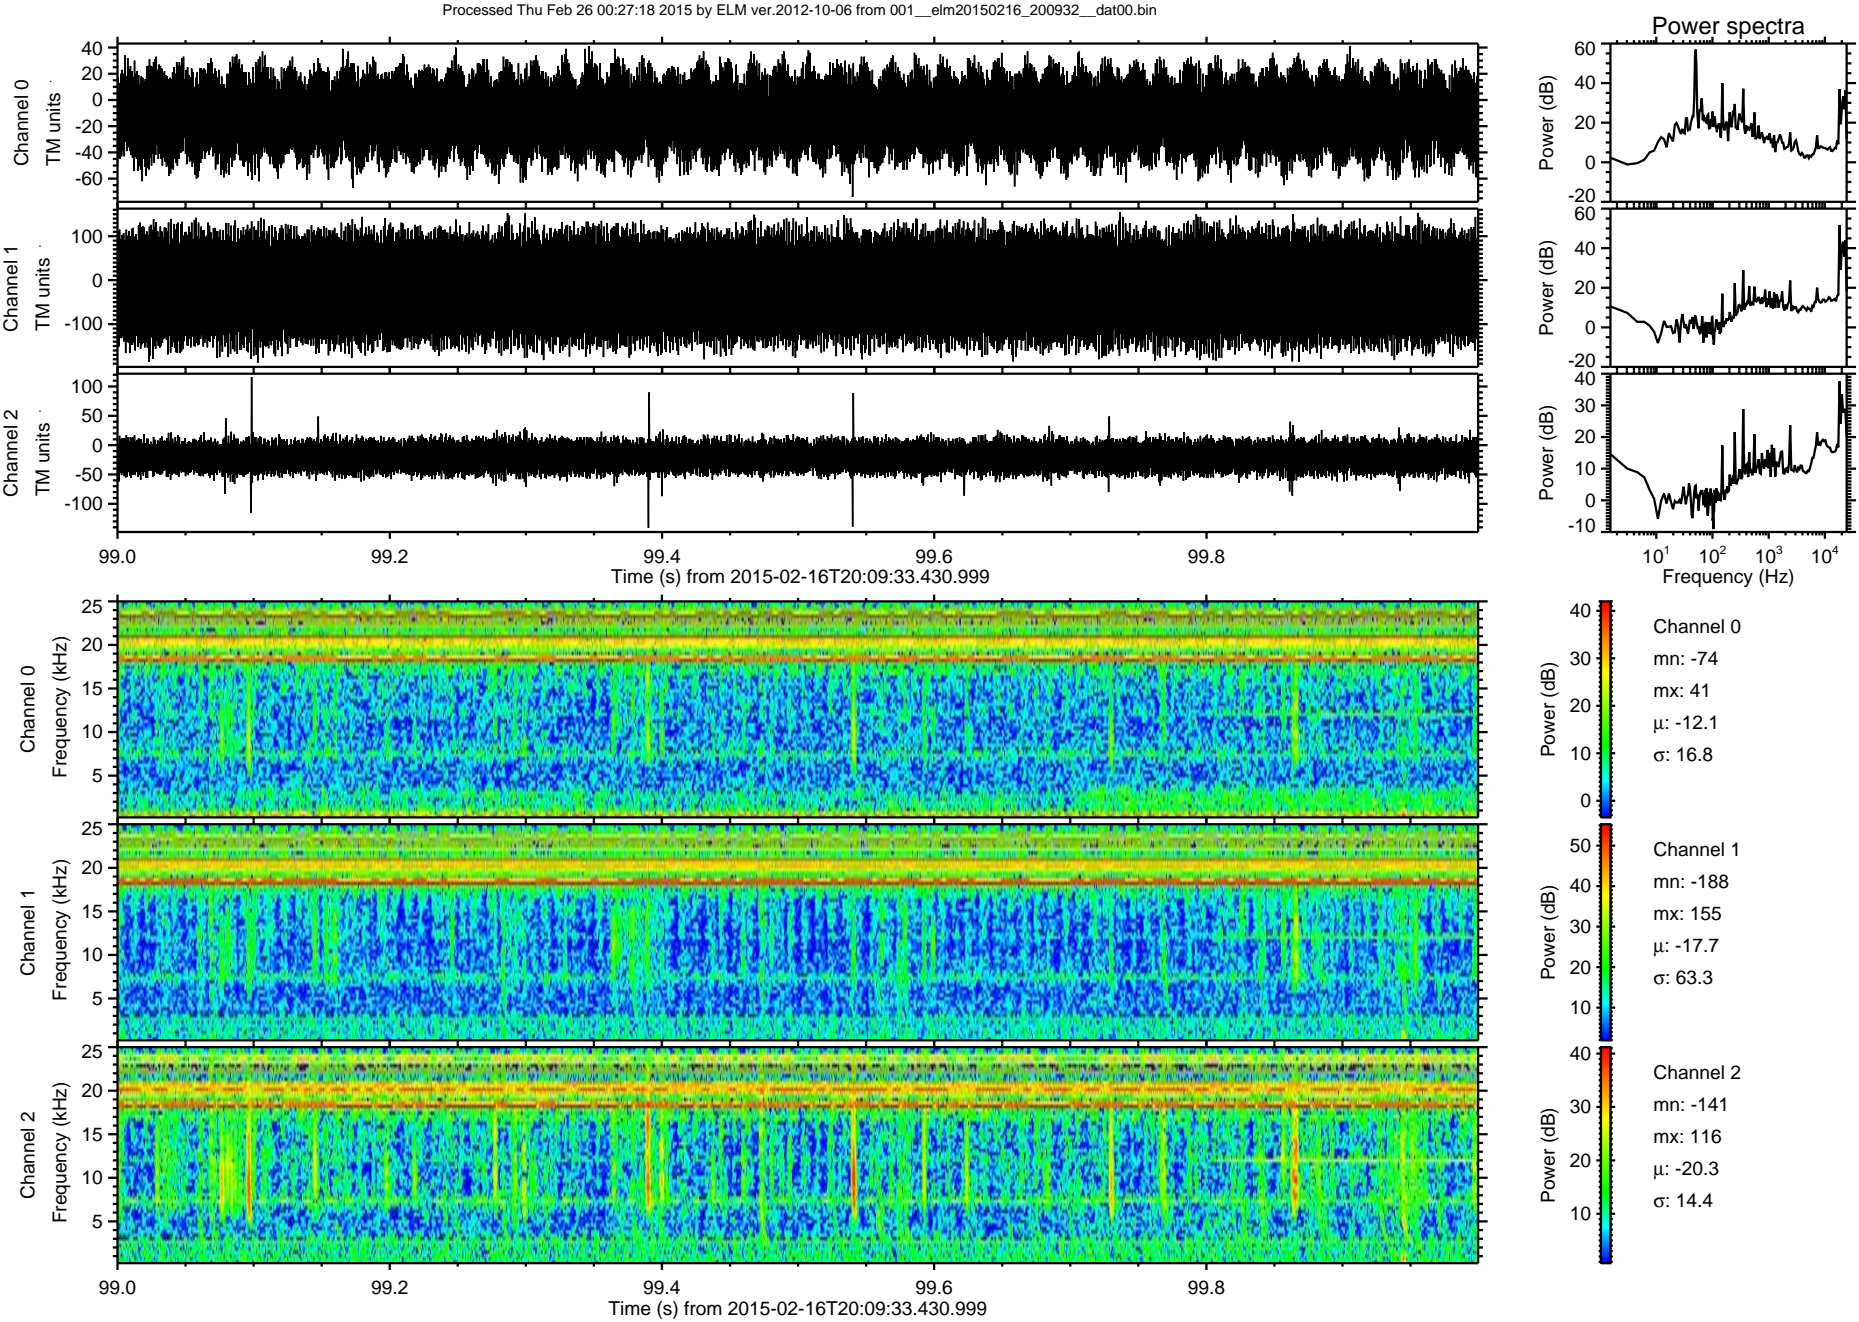 Processed Thu Feb 26 00:27:18 2015 by ELM ver.2012-10-06 from 001__elm20150216_200932__dat00.bin
Power spectra
Channel 0
TM units
40
20
0
-20
-40
-60
Power (dB)
60
40
20
0
-20
Channel 1
TM units
100
0
-100
Power (dB)
60
40
20
0
-20
Channel 2
TM units
100
50
0
-50
-100
Power (dB)
40
30
20
10
0
-10
99.0 99.2 99.4 99.6 99.8
Time (s) from 2015-02-16T20:09:33.430.999
10¹ 10² 10³ 10⁴
Frequency (Hz)
Channel 0
Frequency (kHz)
25
20
15
10
5
Power (dB)
40
30
20
10
0
Channel 0
mn: -74
mx: 41
μ: -12.1
σ: 16.8
Channel 1
Frequency (kHz)
25
20
15
10
5
Power (dB)
50
40
30
20
10
Channel 1
mn: -188
mx: 155
μ: -17.7
σ: 63.3
Channel 2
Frequency (kHz)
25
20
15
10
5
Power (dB)
40
30
20
10
Channel 2
mn: -141
mx: 116
μ: -20.3
σ: 14.4
99.0 99.2 99.4 99.6 99.8
Time (s) from 2015-02-16T20:09:33.430.999